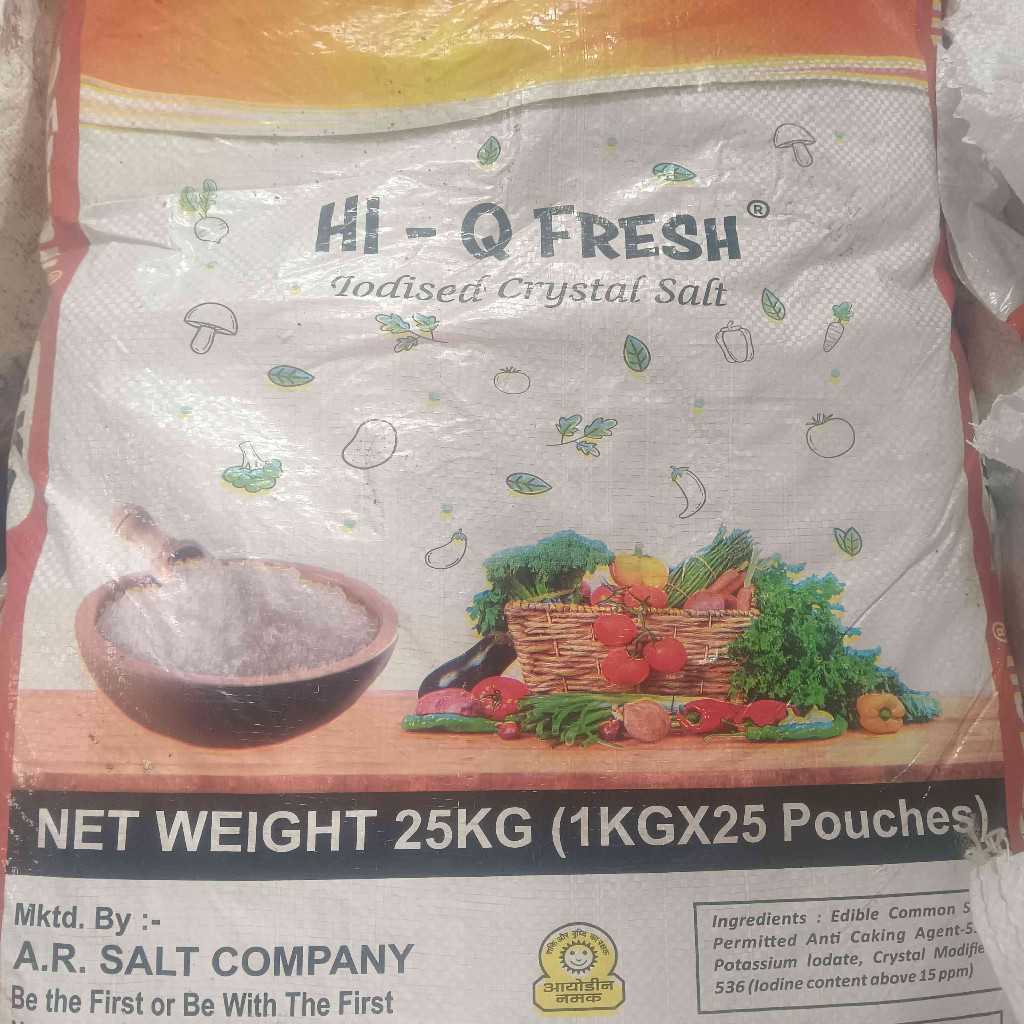 HI - Q FRESH®
Iodised Crystal Salt
NET WEIGHT 25KG (1KGX25 Pouches)
Mktd. By :-
A.R. SALT COMPANY
Be the First or Be With The First
आयोडीन
नमक
Ingredients : Edible Common
Permitted Anti Caking Agent-
Potassium Iodate, Crystal
536 (Iodine content above 15 ppm)